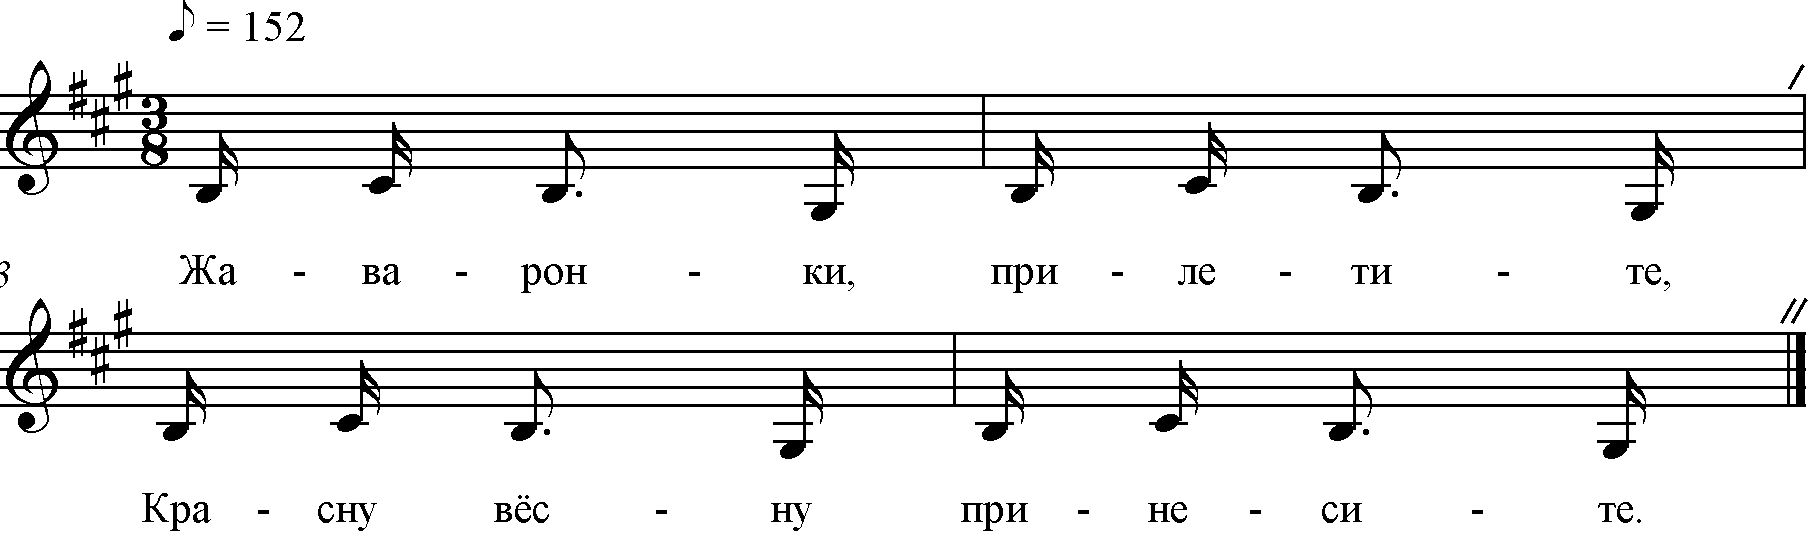 ♪ = 152
3
8
Жа - ва - рон - ки, при - ле - ти - те,
3
Кра - сну вёс - ну при - не - си - те.